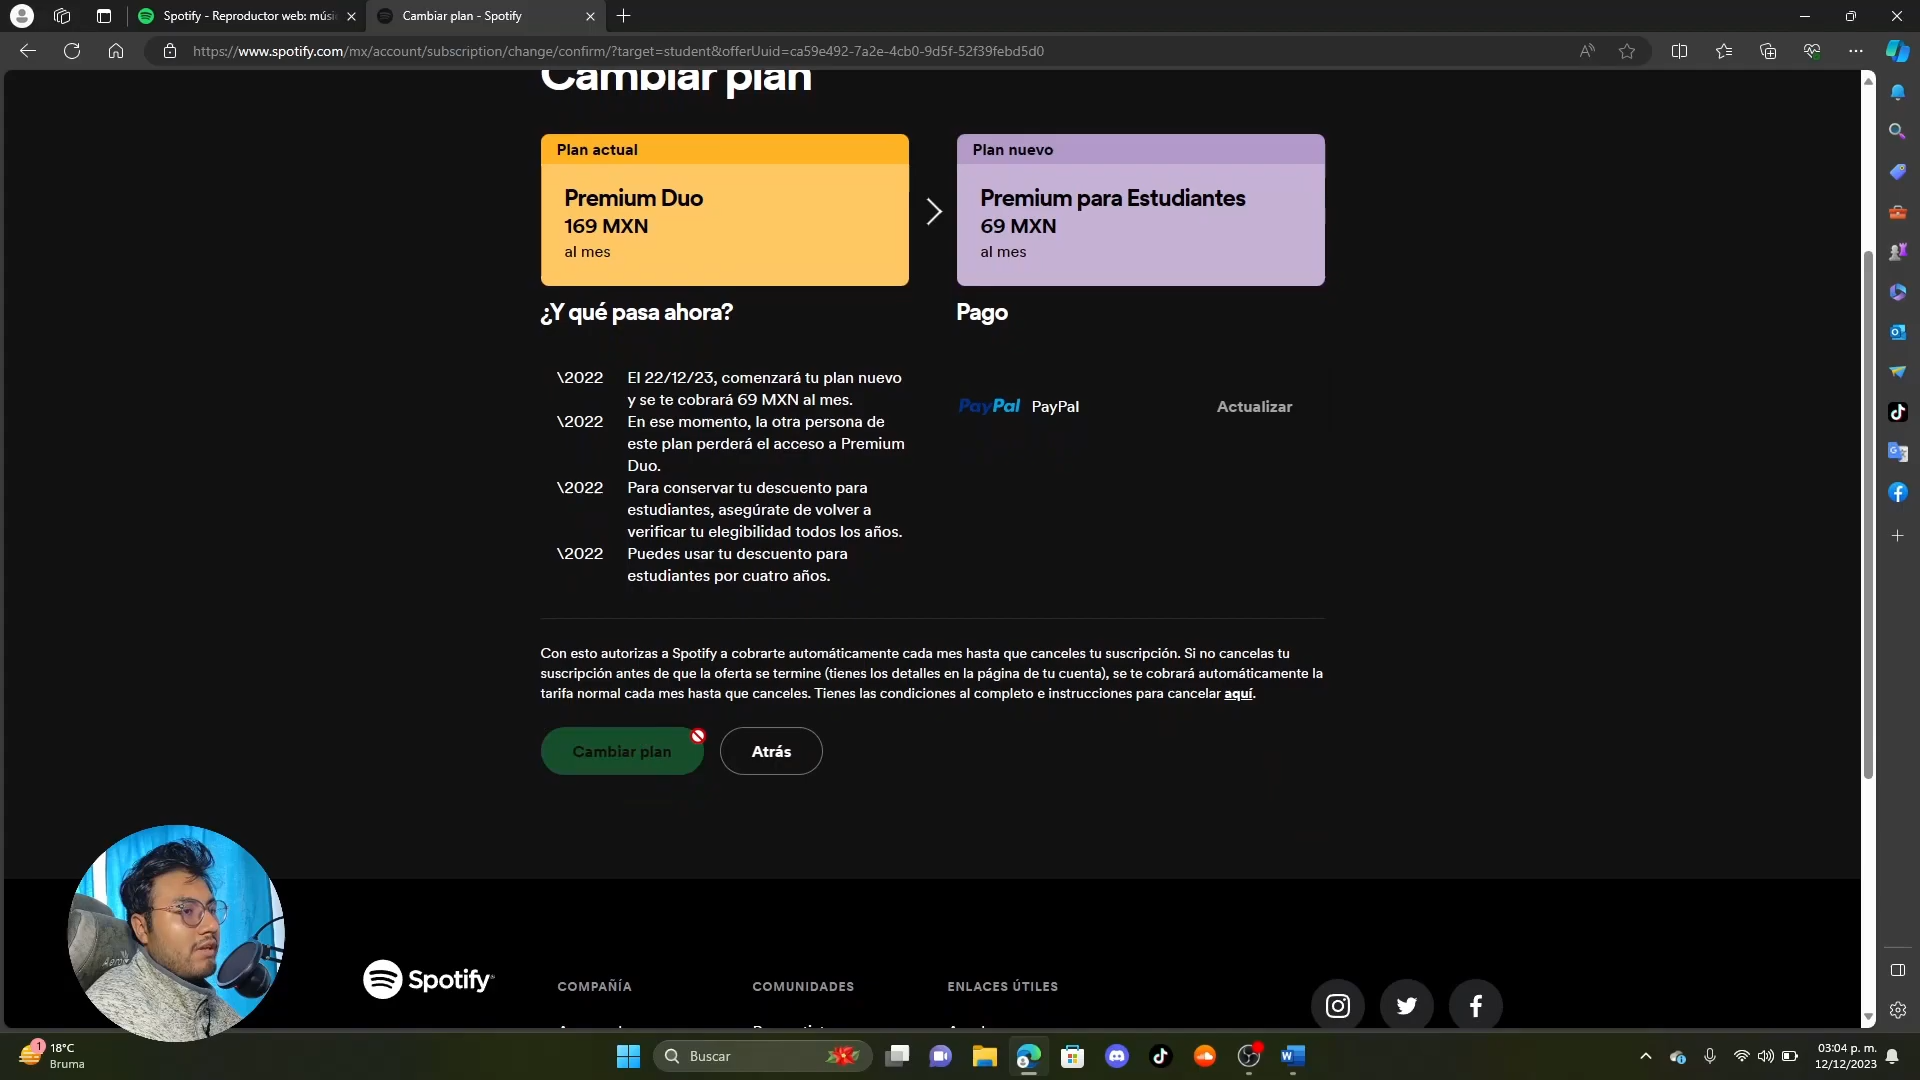 Spotify - Reproductor web: músi
Cambiar plan - Spotify
https://www.spotify.com/mx/account/subscription/change/confirm/?target=student&offerUuid=ca59e492-7a2e-4cb0-9d5f-52f39febd5d0
Cambiar plan
Plan actual
Premium Duo
169 MXN
al mes
Plan nuevo
Premium para Estudiantes
69 MXN
al mes
¿Y qué pasa ahora?
\2022 El 22/12/23, comenzará tu plan nuevo
y se te cobrará 69 MXN al mes.
\2022 En ese momento, la otra persona de
este plan perderá el acceso a Premium
Duo.
\2022 Para conservar tu descuento para
estudiantes, asegúrate de volver a
verificar tu elegibilidad todos los años.
\2022 Puedes usar tu descuento para
estudiantes por cuatro años.
Pago
PayPal PayPal
Actualizar
Con esto autorizas a Spotify a cobrarte automáticamente cada mes hasta que canceles tu suscripción. Si no cancelas tu
suscripción antes de que la oferta se termine (tienes los detalles en la página de tu cuenta), se te cobrará automáticamente la
tarifa normal cada mes hasta que canceles. Tienes las condiciones al completo e instrucciones para cancelar aquí.
Cambiar plan
Atrás
Spotify
COMPAÑÍA
COMUNIDADES
ENLACES ÚTILES
1
18°C
Bruma
Buscar
03:04 p. m.
12/12/2023